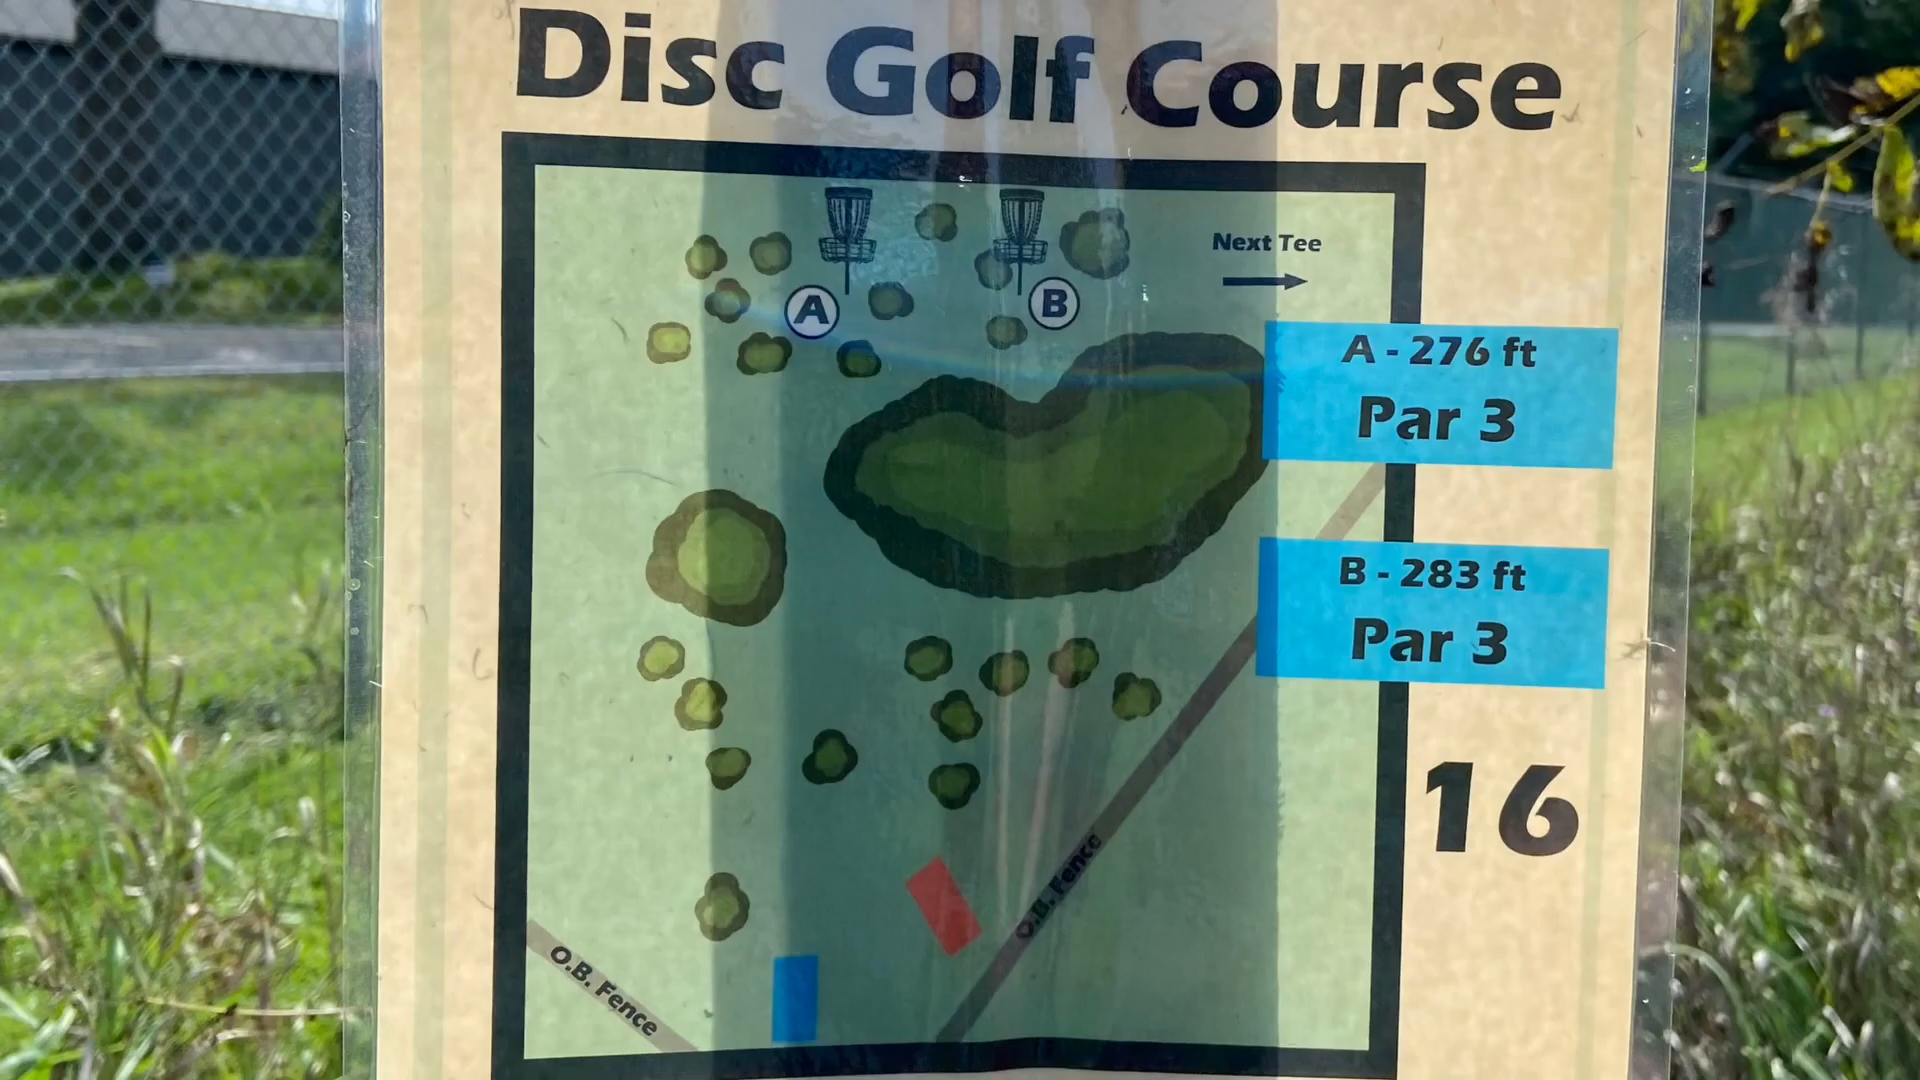 Disc Golf Course
Next Tee
A
B
A - 276 ft
Par 3
B - 283 ft
Par 3
16
O.B. Fence
O.B. Fence